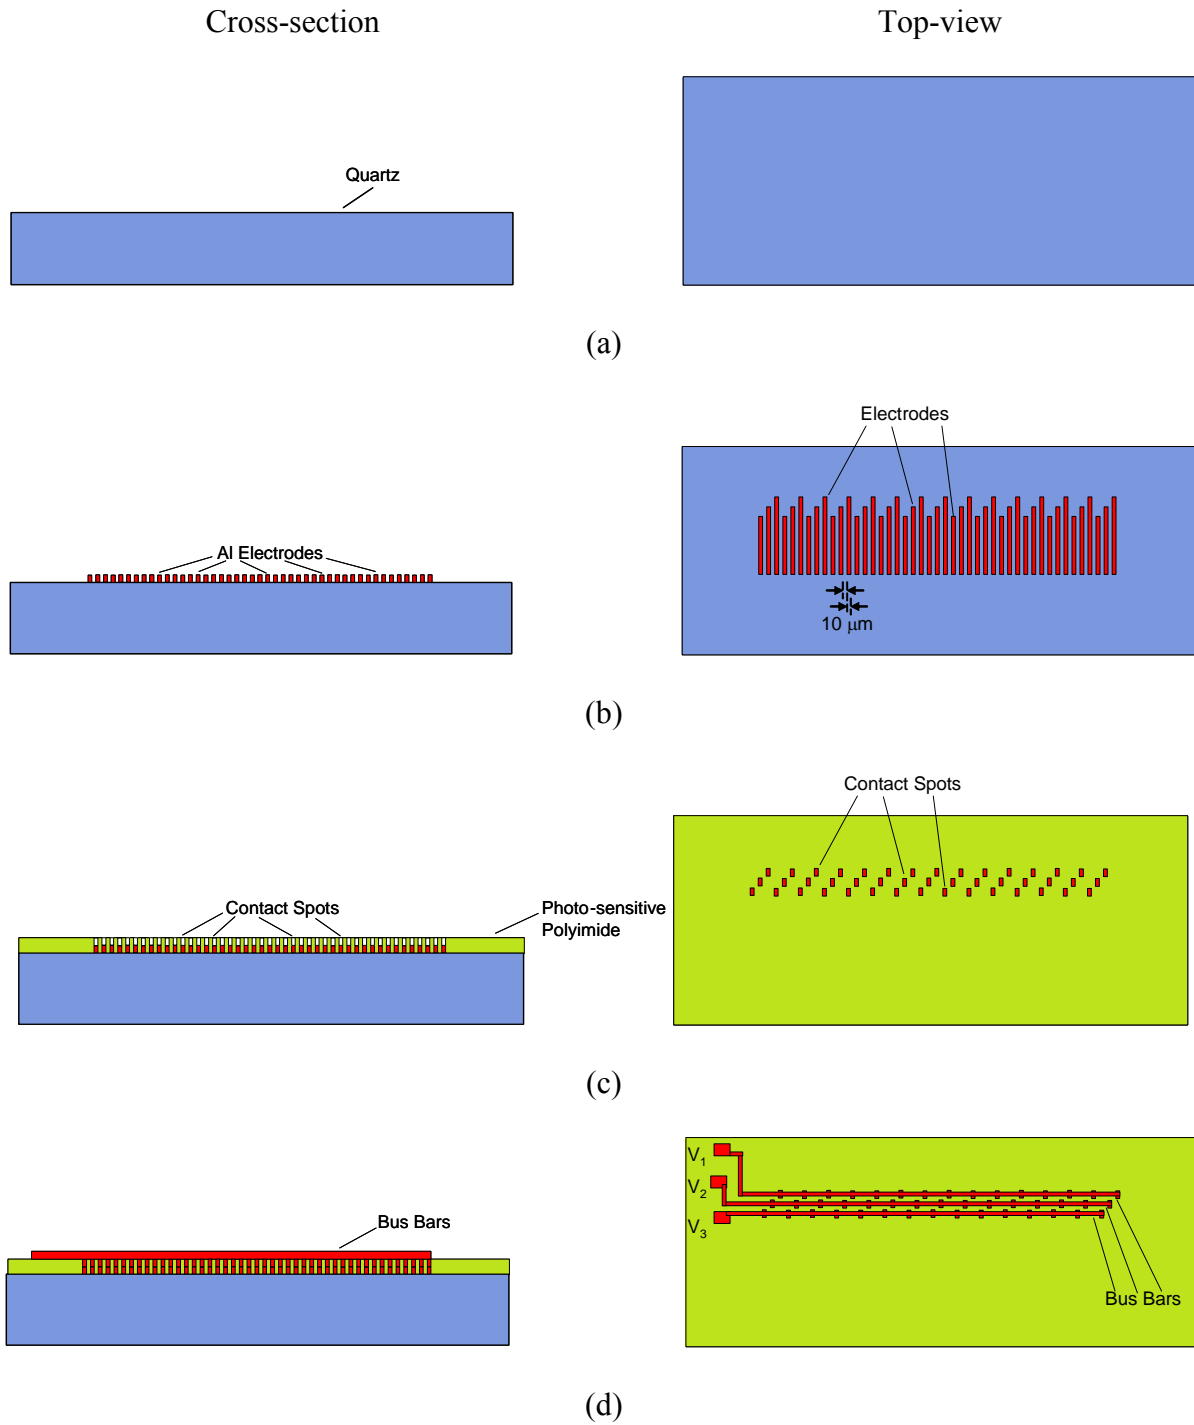 Cross-section
Top-view
Quartz
(a)
Electrodes
Al Electrodes
10 μm
(b)
Contact Spots
Contact Spots
Photo-sensitive
Polyimide
(c)
V1
V2
V3
Bus Bars
Bus Bars
(d)